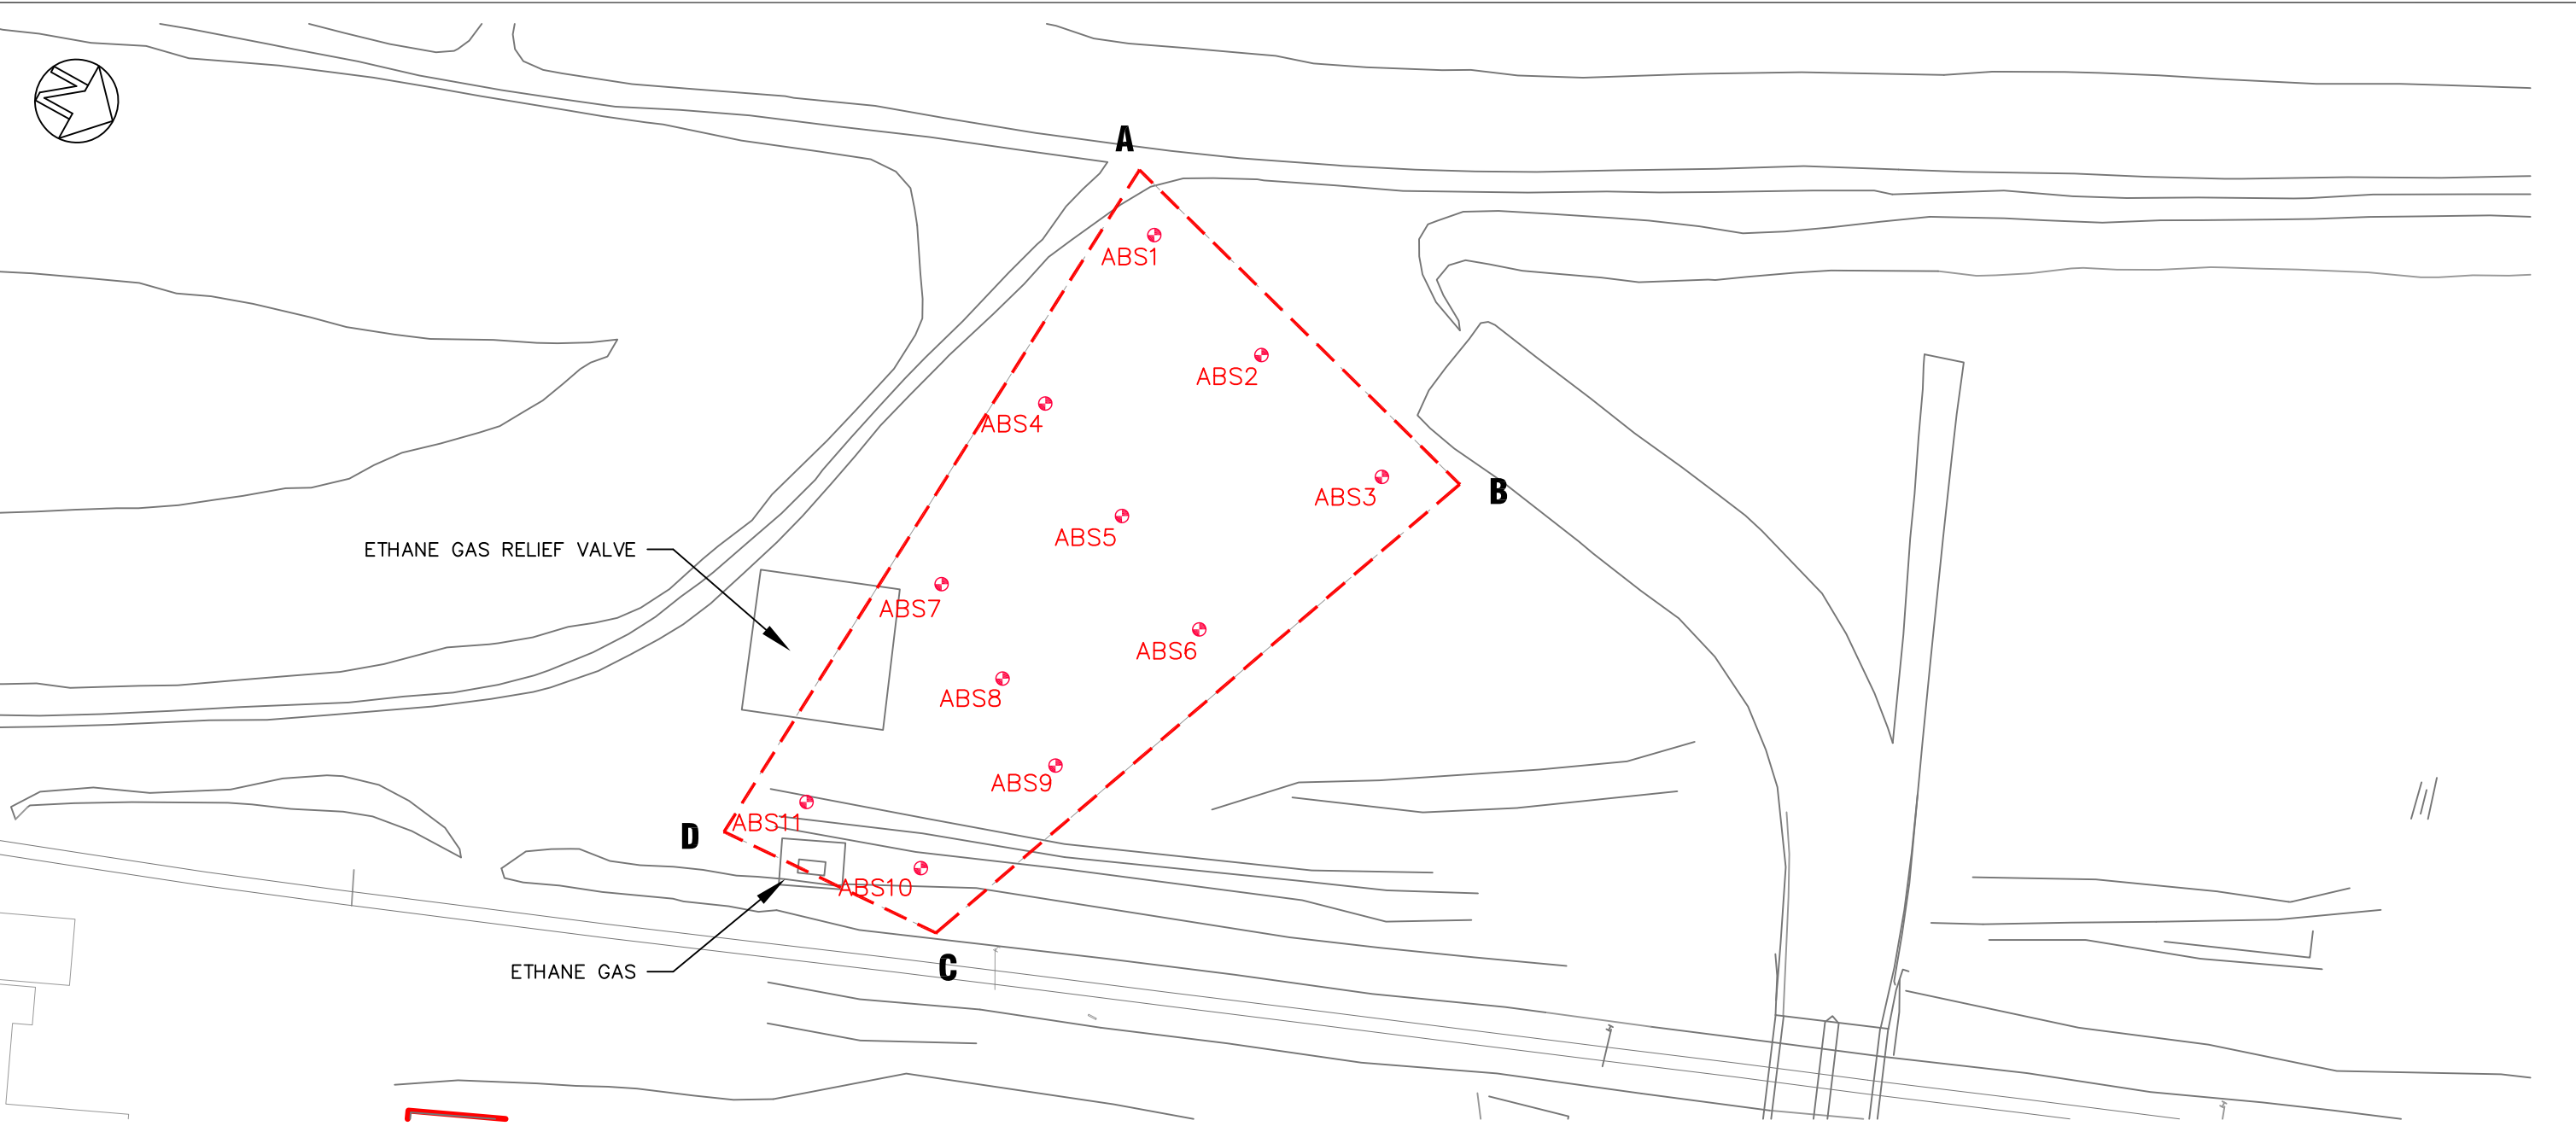 A
ABS1
ABS2
ABS4
ABS3
B
ABS5
ETHANE GAS RELIEF VALVE
ABS7
ABS6
ABS8
ABS9
ABS11
D
ABS10
C
ETHANE GAS